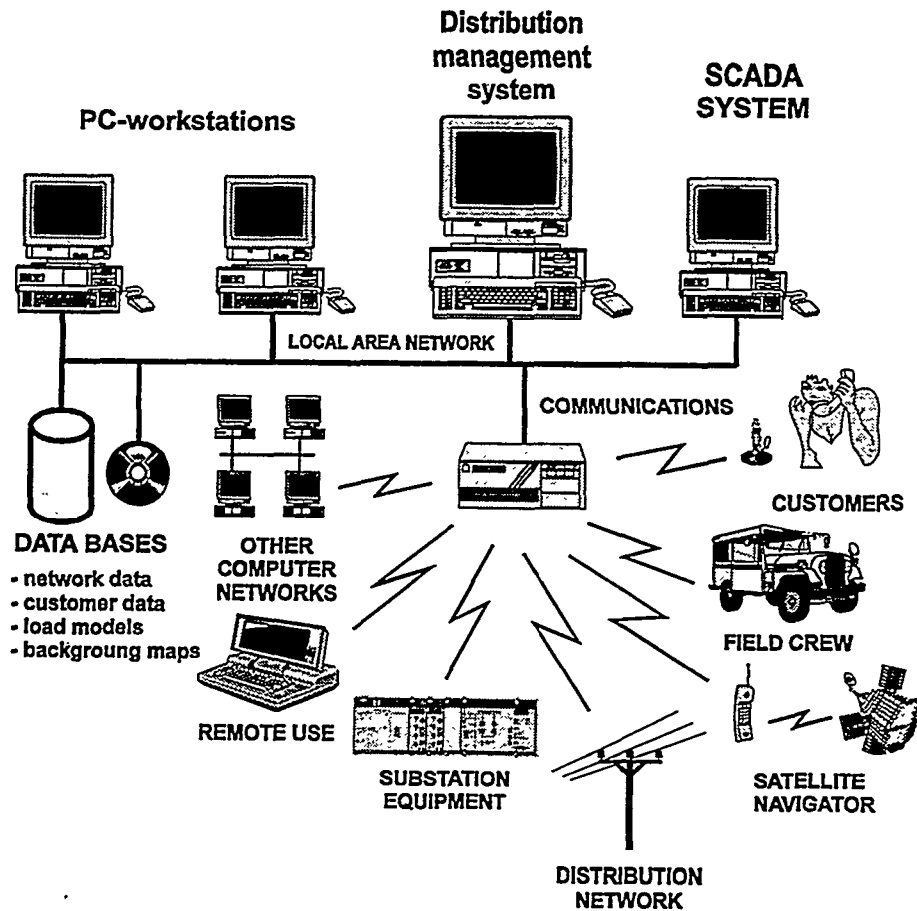 Distribution
management
system
SCADA
SYSTEM
PC-workstations
LOCAL AREA NETWORK
COMMUNICATIONS
CUSTOMERS
DATA BASES
- network data
- customer data
- load models
- backgroung maps
OTHER
COMPUTER
NETWORKS
FIELD CREW
REMOTE USE
SUBSTATION
EQUIPMENT
SATELLITE
NAVIGATOR
DISTRIBUTION
NETWORK